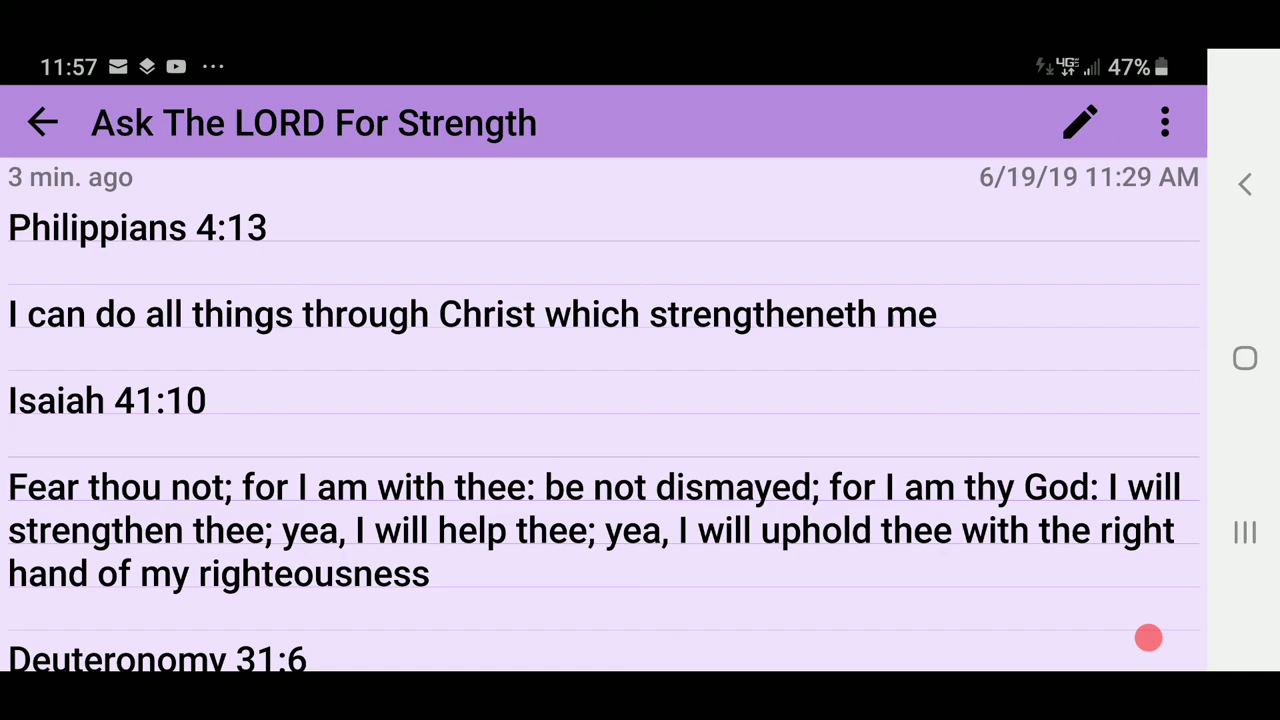 11:57 ... 4GE 47%
Ask The LORD For Strength
3 min. ago 6/19/19 11:29 AM
Philippians 4:13
I can do all things through Christ which strengtheneth me
Isaiah 41:10
Fear thou not; for I am with thee: be not dismayed; for I am thy God: I will
strengthen thee; yea, I will help thee; yea, I will uphold thee with the right
hand of my righteousness
Deuteronomy 31:6